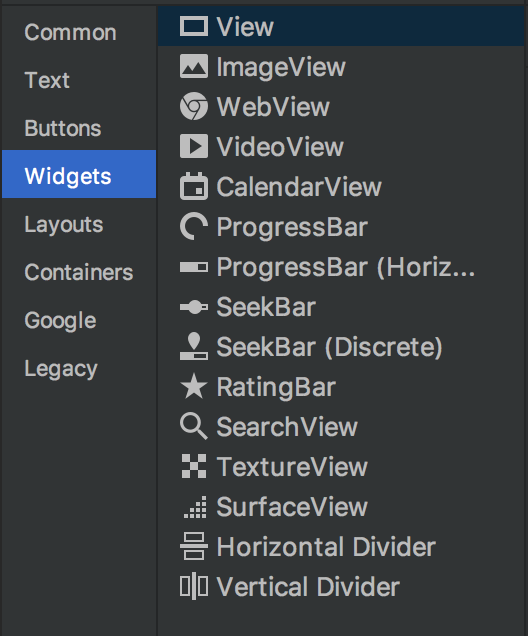 Common
Text
Buttons
Widgets
Layouts
Containers
Google
Legacy
View
ImageView
WebView
VideoView
CalendarView
ProgressBar
ProgressBar (Horiz...
SeekBar
SeekBar (Discrete)
RatingBar
SearchView
TextureView
SurfaceView
Horizontal Divider
Vertical Divider